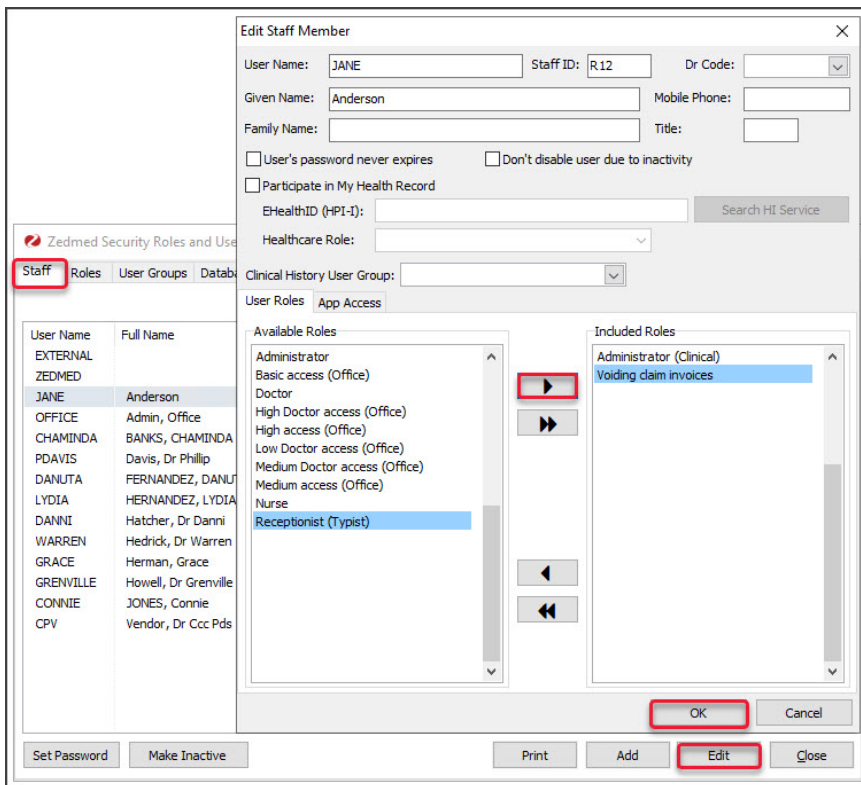 Edit Staff Member
User Name: JANE Staff ID: R12 Dr Code:
Given Name: Anderson Mobile Phone:
Family Name: Title:
User's password never expires Don't disable user due to inactivity
Participate in My Health Record
EHealthID (HPI-I): Search HI Service
Healthcare Role:
Clinical History User Group:
User Roles App Access
Available Roles
Administrator
Basic access (Office)
Doctor
High Doctor access (Office)
High access (Office)
Low Doctor access (Office)
Medium Doctor access (Office)
Medium access (Office)
Nurse
Receptionist (Typist)
Included Roles
Administrator (Clinical)
Voiding claim invoices
OK Cancel
Zedmed Security Roles and Use
Staff Roles User Groups Databa
User Name Full Name
EXTERNAL
ZEDMED
JANE Anderson
OFFICE Admin, Office
CHAMINDA BANKS, CHAMINDA
PDAVIS Davis, Dr Phillip
DANUTA FERNANDEZ, DANU
LYDIA HERNANDEZ, LYDIA
DANNI Hatcher, Dr Danni
WARREN Hedrick, Dr Warren
GRACE Herman, Grace
GRENVILLE Howell, Dr Grenville
CONNIE JONES, Connie
CPV Vendor, Dr Ccc Pds
Set Password Make Inactive Print Add Edit Close